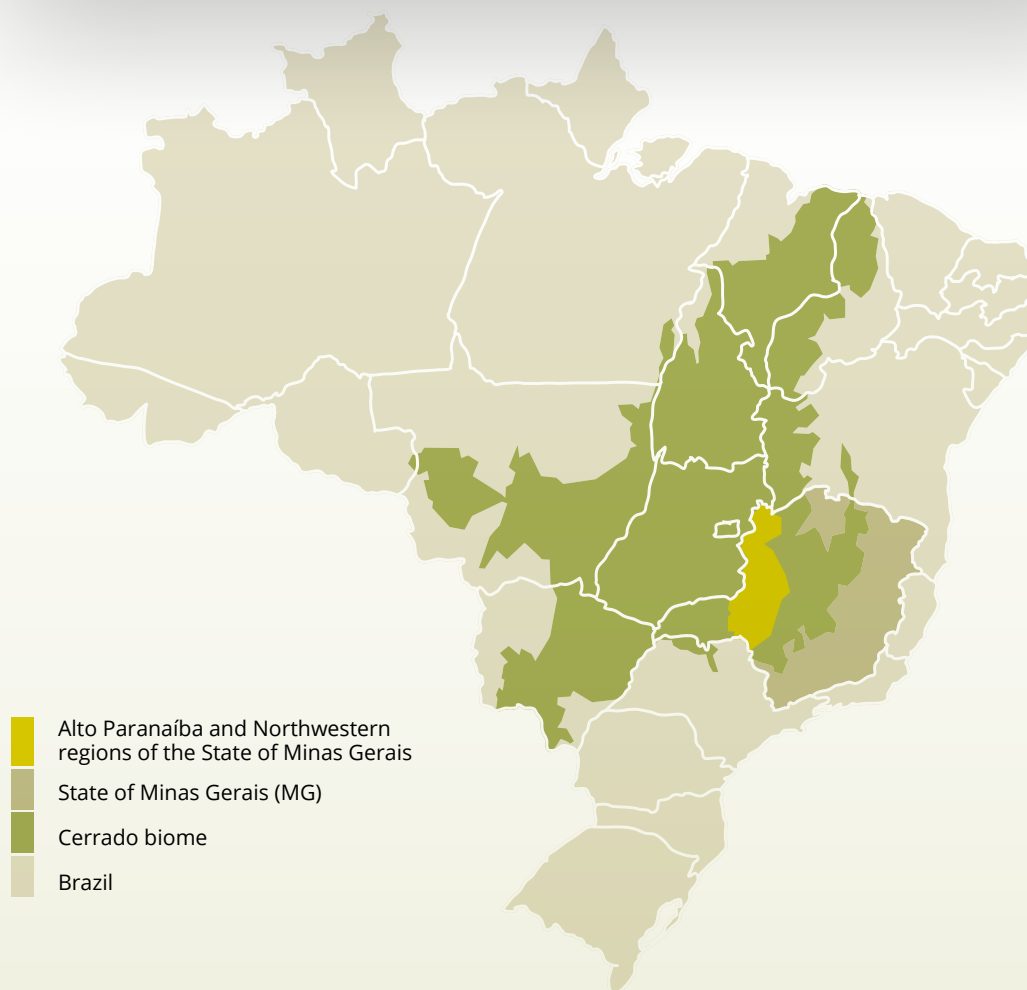 Alto Paranaíba and Northwestern
regions of the State of Minas Gerais
State of Minas Gerais (MG)
Cerrado biome
Brazil